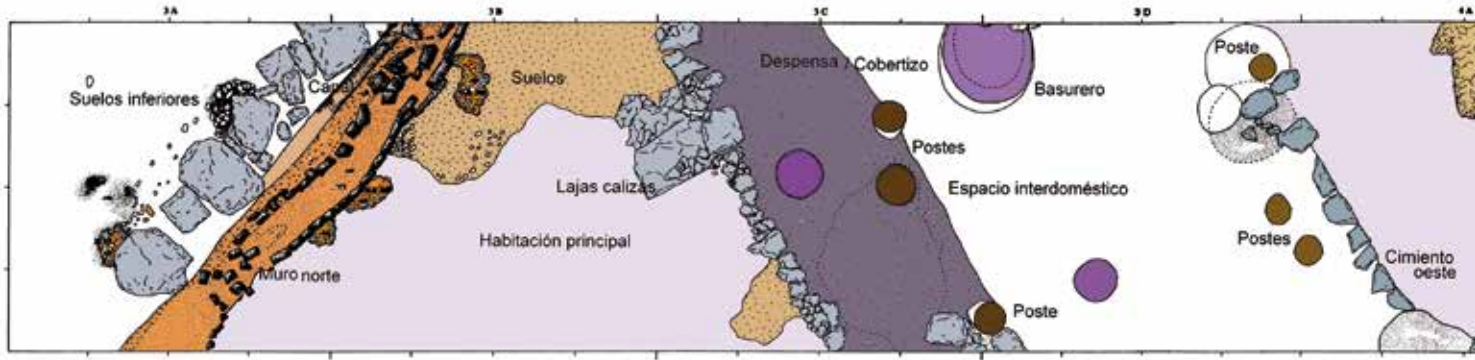 3A
3B
3C
3D
4A
Suelos inferiores
Canal
Suelos
Despensa / Cobertizo
Basurero
Poste
Postes
Lajas calizas
Espacio interdoméstico
Habitación principal
Postes
Muro norte
Cimiento
oeste
Poste